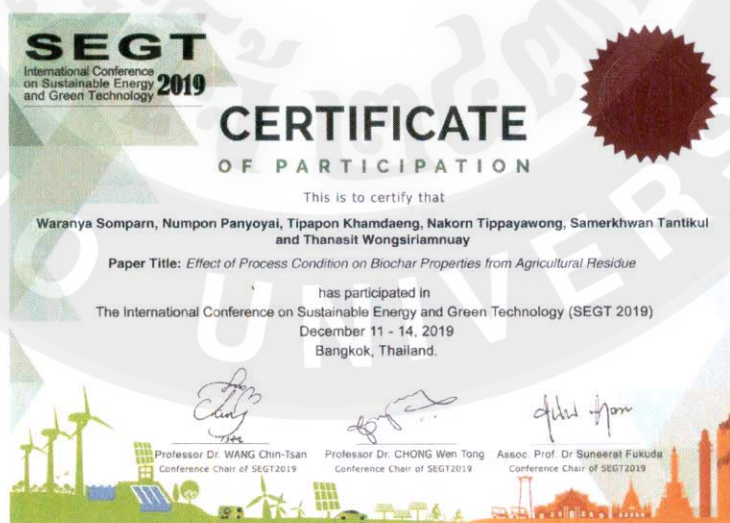 SEGT
International Conference
on Sustainable Energy
and Green Technology 2019
CERTIFICATE
OF PARTICIPATION
This is to certify that
Waranya Somparn, Numpon Panyoyai, Tipapon Khamdaeng, Nakorn Tippayawong, Samerkhwan Tantikul
and Thanasit Wongsiriamnuay
Paper Title: Effect of Process Condition on Biochar Properties from Agricultural Residue
has participated in
The International Conference on Sustainable Energy and Green Technology (SEGT 2019)
December 11 - 14, 2019
Bangkok, Thailand.
Professor Dr. WANG Chin-Tsan
Conference Chair of SEGT2019
Professor Dr. CHONG Wen Tong
Conference Chair of SEGT2019
Assoc. Prof. Dr Suneerat Fukuda
Conference Chair of SEGT2019